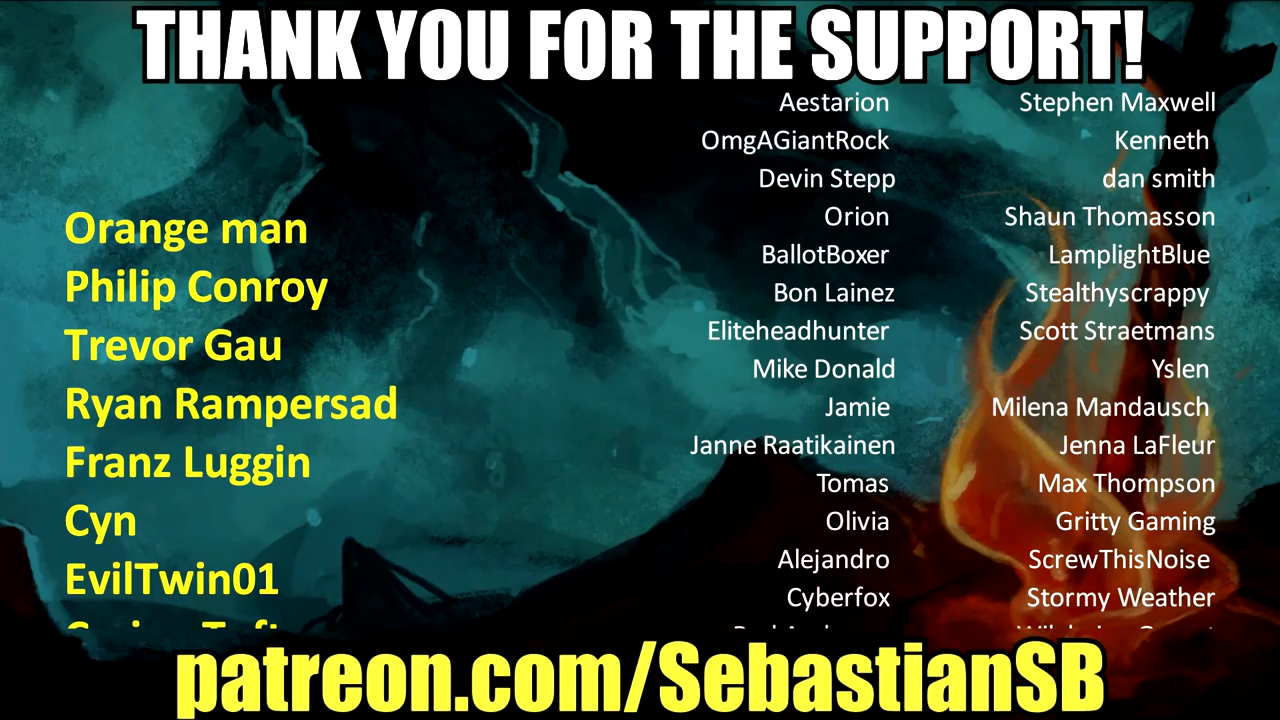 THANK YOU FOR THE SUPPORT!
Orange man
Philip Conroy
Trevor Gau
Ryan Rampersad
Franz Luggin
Cyn
EvilTwin01
Aestarion
OmgAGiantRock
Devin Stepp
Orion
BallotBoxer
Bon Lainez
Eliteheadhunter
Mike Donald
Jamie
Janne Raatikainen
Tomas
Olivia
Alejandro
Cyberfox
Stephen Maxwell
Kenneth
dan smith
Shaun Thomasson
LamplightBlue
Stealthyscrappy
Scott Straetmans
Yslen
Milena Mandausch
Jenna LaFleur
Max Thompson
Gritty Gaming
ScrewThisNoise
Stormy Weather
patreon.com/SebastianSB